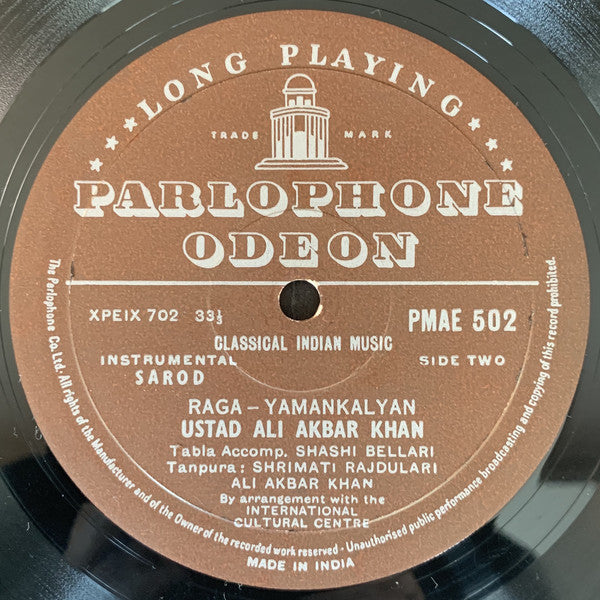 LONG PLAYING
TRADE MARK
PARLOPHONE
ODEON
XPEIX 702 33⅓
PMAE 502
CLASSICAL INDIAN MUSIC
INSTRUMENTAL
SIDE TWO
SAROD
RAGA – YAMANKALYAN
USTAD ALI AKBAR KHAN
Tabla Accomp. SHASHI BELLARI
Tanpura : SHRIMATI RAJDULARI
ALI AKBAR KHAN
By arrangement with the
INTERNATIONAL
CULTURAL CENTRE
The Parlophone Co. Ltd. All rights of the Manufacturer and of the Owner of the recorded work reserved - Unauthorised public performance broadcasting and copying of this record prohibited.
MADE IN INDIA